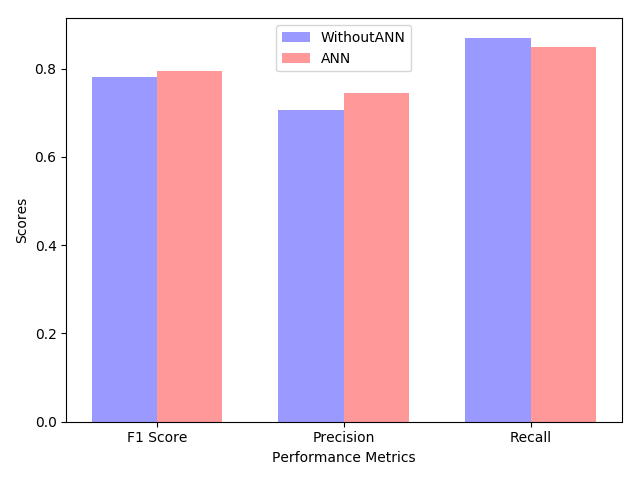 WithoutANN
ANN
0.8
0.6
0.4
0.2
0.0
Scores
F1 Score Precision Recall
Performance Metrics